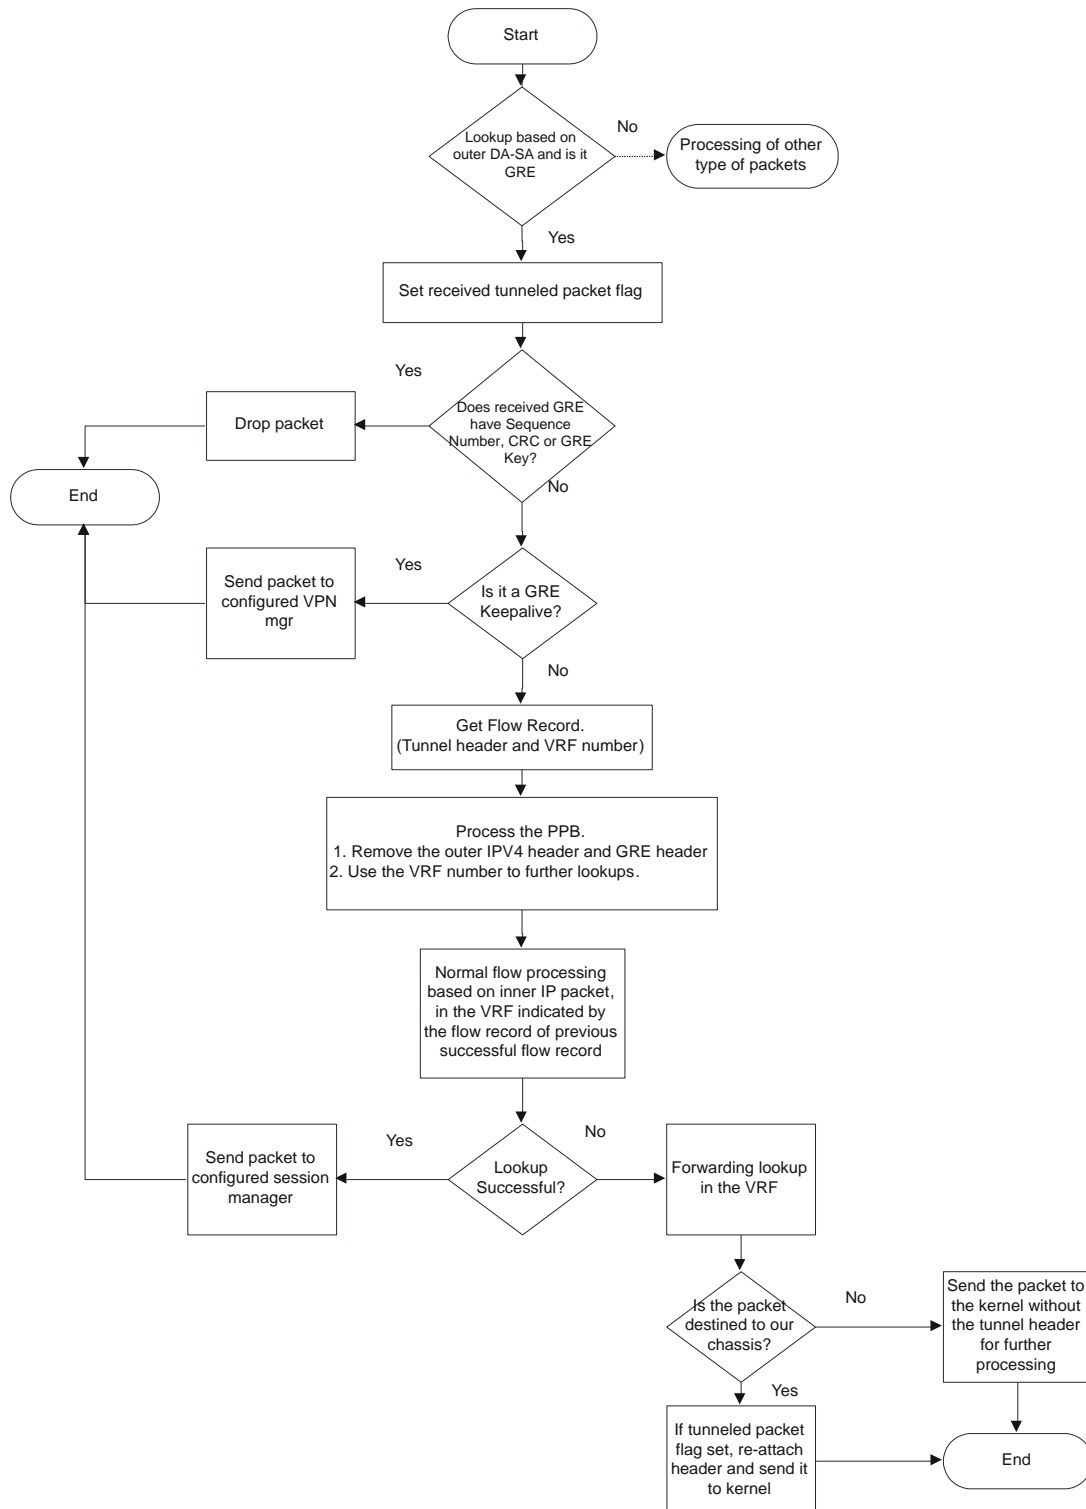 Start
Lookup based on
outer DA-SA and is it
GRE
No
Processing of other
type of packets
Yes
Set received tunneled packet flag
Yes
Does received GRE
have Sequence
Number, CRC or GRE
Key?
Drop packet
No
End
Is it a GRE
Keepalive?
Yes
Send packet to
configured VPN
mgr
No
Get Flow Record.
(Tunnel header and VRF number)
Process the PPB.
1. Remove the outer IPV4 header and GRE header
2. Use the VRF number to further lookups.
Normal flow processing
based on inner IP packet,
in the VRF indicated by
the flow record of previous
successful flow record
Lookup
Successful?
Yes
Send packet to
configured session
manager
No
Forwarding lookup
in the VRF
Is the packet
destined to our
chassis?
No
Send the packet to
the kernel without
the tunnel header
for further
processing
Yes
If tunneled packet
flag set, re-attach
header and send it
to kernel
End